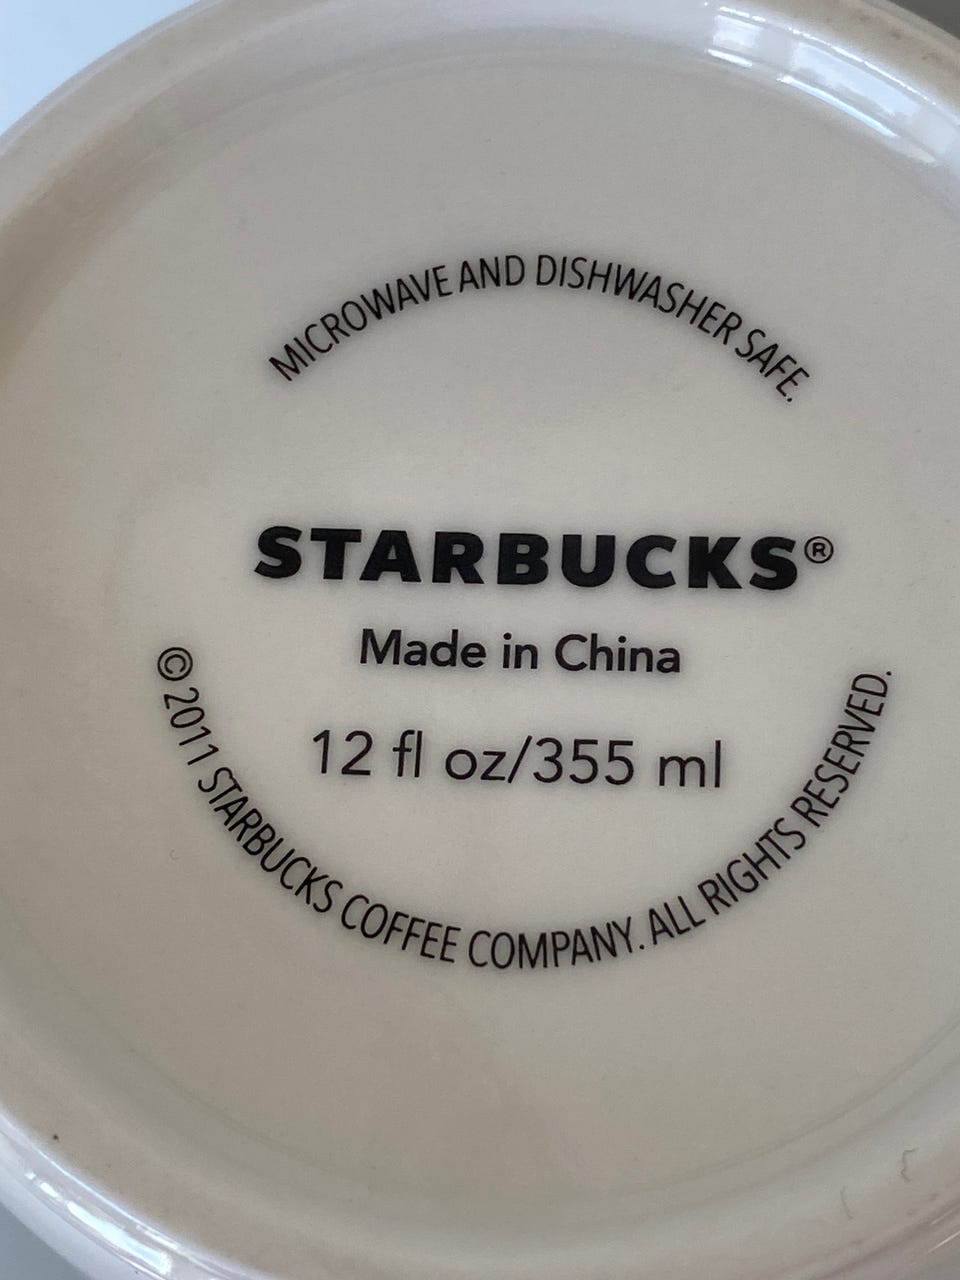 MICROWAVE AND DISHWASHER SAFE.
STARBUCKS®
Made in China
12 fl oz/355 ml
© 2011 STARBUCKS COFFEE COMPANY. ALL RIGHTS RESERVED.